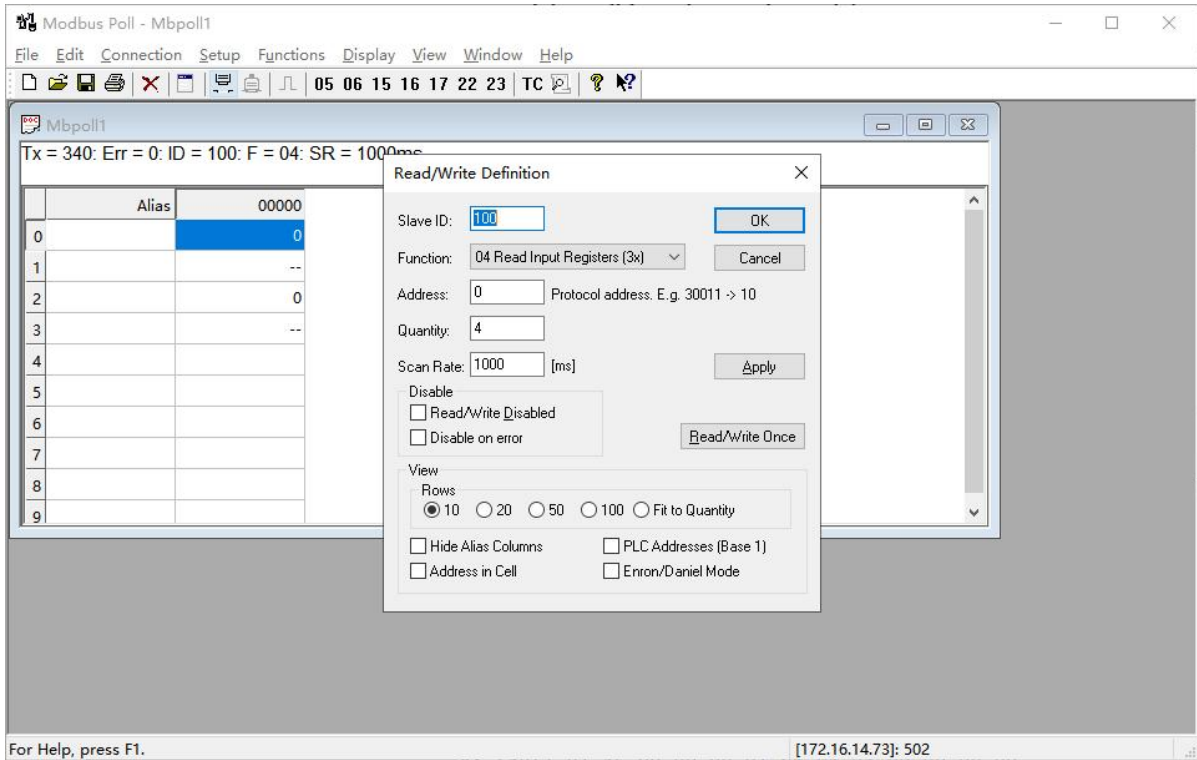 Modbus Poll - Mbpoll1
File Edit Connection Setup Functions Display View Window Help
05 06 15 16 17 22 23 TC
Mbpoll1
Tx = 340: Err = 0: ID = 100: F = 04: SR = 1000ms
Alias 00000
0 0
1 --
2 0
3 --
4
5
6
7
8
9
Read/Write Definition
Slave ID: 100 OK
Function: 04 Read Input Registers (3x) Cancel
Address: 0 Protocol address. E.g. 30011 -> 10
Quantity: 4
Scan Rate: 1000 [ms] Apply
Disable
Read/Write Disabled
Disable on error Read/Write Once
View
Rows
10 20 50 100 Fit to Quantity
Hide Alias Columns PLC Addresses (Base 1)
Address in Cell Enron/Daniel Mode
For Help, press F1. [172.16.14.73]: 502